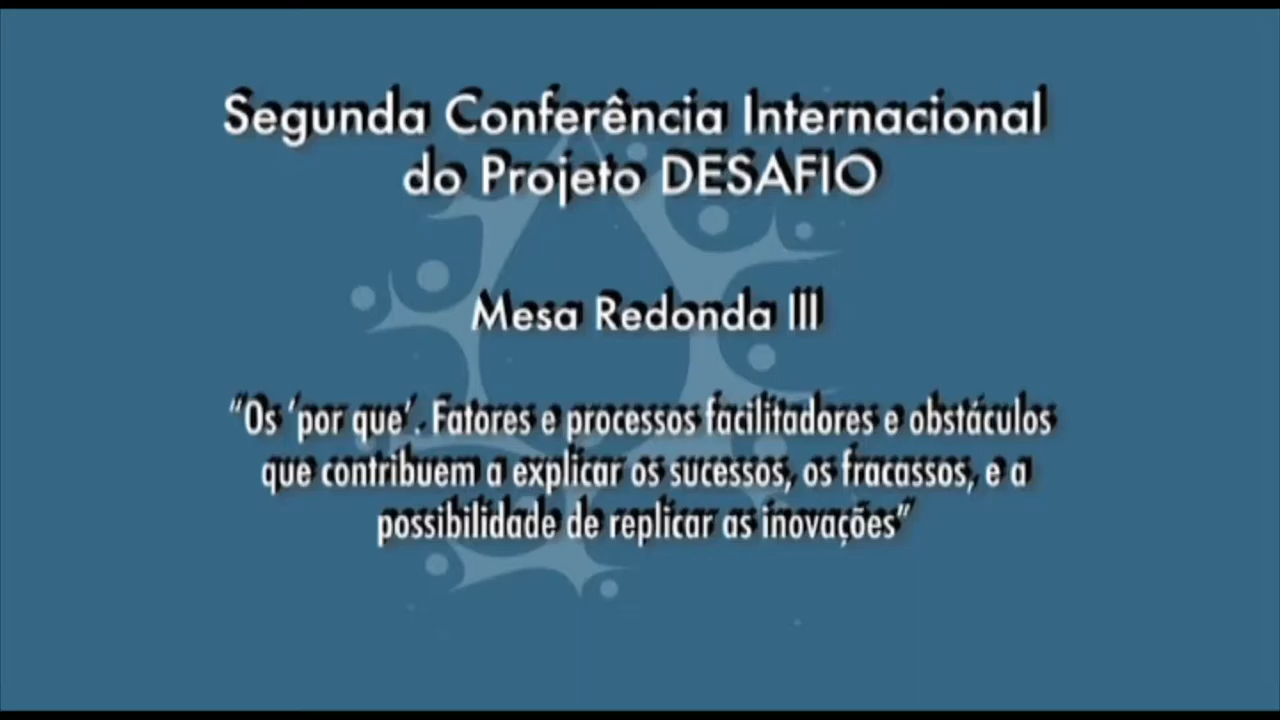 Segunda Conferência Internacional
do Projeto DESAFIO
Mesa Redonda III
“Os ‘por que’. Fatores e processos facilitadores e obstáculos
que contribuem a explicar os sucessos, os fracassos, e a
possibilidade de replicar as inovações”